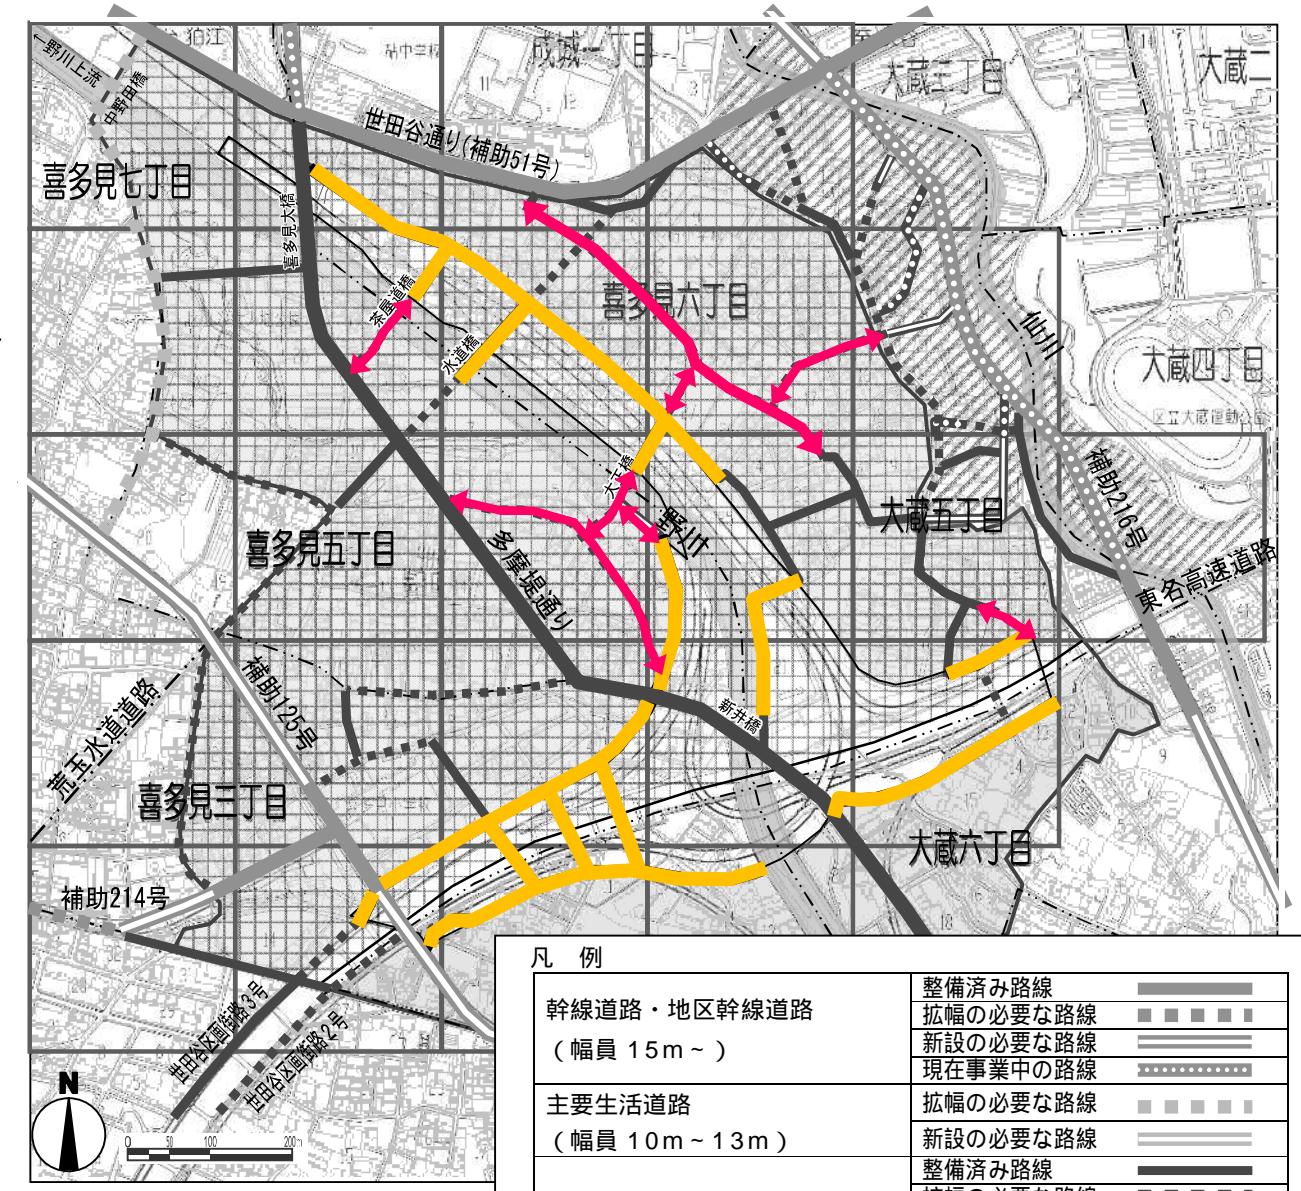 狛江
←野川上流
中野田橋
砧中学校
成城一丁目
大蔵三丁目
大蔵二
世田谷通り(補助51号)
喜多見七丁目
喜多見大橋
茶屋道橋
水道橋
喜多見六丁目
仙川
大蔵四丁目
区立大蔵運動公園
大正橋
喜多見五丁目
野川
大蔵五丁目
補助216号
多摩堤通り
東名高速道路
補助125号
荒玉水道道路
新井橋
喜多見三丁目
大蔵六丁目
補助214号
世田谷区画街路3号
世田谷区画街路2号
N
0 50 100 200m
凡 例
幹線道路・地区幹線道路
(幅員 15m~)
整備済み路線
拡幅の必要な路線
新設の必要な路線
現在事業中の路線
主要生活道路
(幅員 10m~13m)
拡幅の必要な路線
新設の必要な路線
整備済み路線